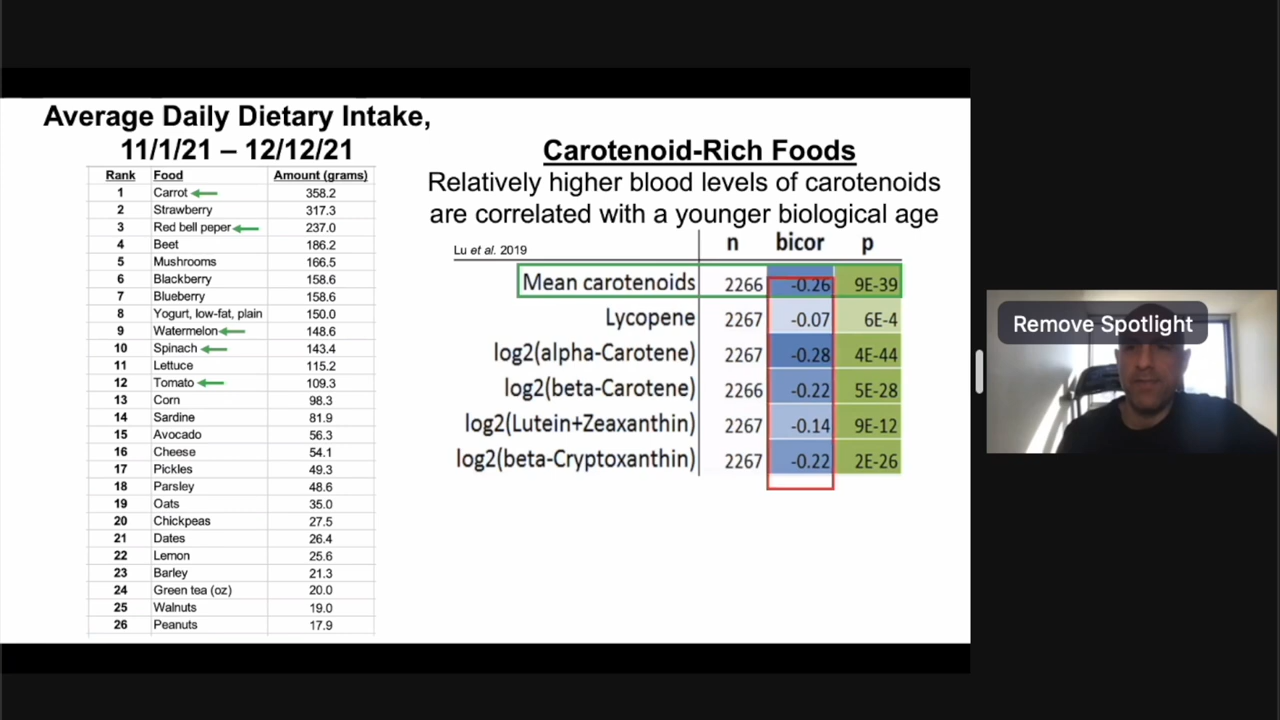 Average Daily Dietary Intake,
11/1/21 – 12/12/21
Rank Food Amount (grams)
1 Carrot 358.2
2 Strawberry 317.3
3 Red bell peper 237.0
4 Beet 186.2
5 Mushrooms 166.5
6 Blackberry 158.6
7 Blueberry 158.6
8 Yogurt, low-fat, plain 150.0
9 Watermelon 148.6
10 Spinach 143.4
11 Lettuce 115.2
12 Tomato 109.3
13 Corn 98.3
14 Sardine 81.9
15 Avocado 56.3
16 Cheese 54.1
17 Pickles 49.3
18 Parsley 48.6
19 Oats 35.0
20 Chickpeas 27.5
21 Dates 26.4
22 Lemon 25.6
23 Barley 21.3
24 Green tea (oz) 20.0
25 Walnuts 19.0
26 Peanuts 17.9
Carotenoid-Rich Foods
Relatively higher blood levels of carotenoids
are correlated with a younger biological age
Lu et al. 2019 n bicor p
Mean carotenoids 2266 -0.26 9E-39
Lycopene 2267 -0.07 6E-4
log2(alpha-Carotene) 2267 -0.28 4E-44
log2(beta-Carotene) 2266 -0.22 5E-28
log2(Lutein+Zeaxanthin) 2267 -0.14 9E-12
log2(beta-Cryptoxanthin) 2267 -0.22 2E-26
Remove Spotlight